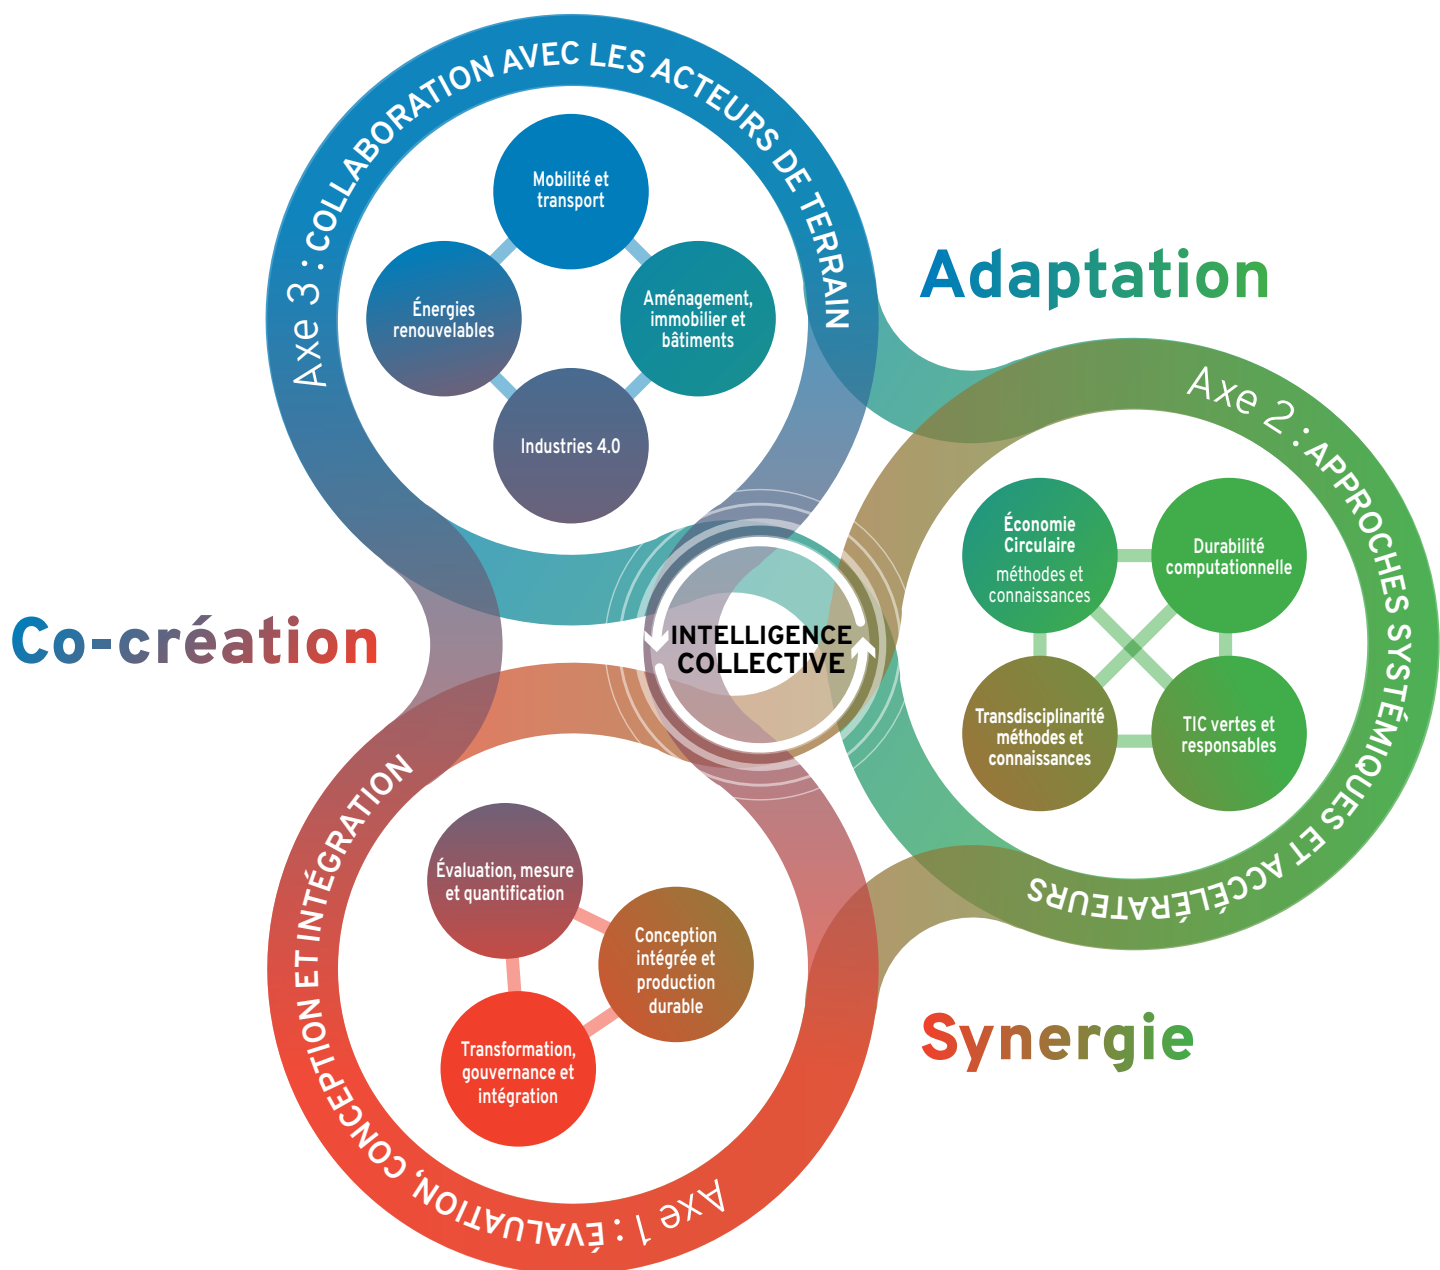 Axe 3 : COLLABORATION AVEC LES ACTEURS DE TERRAIN
Mobilité et
transport
Énergies
renouvelables
Aménagement,
immobilier et
bâtiments
Industries 4.0
Adaptation
Axe 2 : APPROCHES SYSTÉMIQUES ET ACCÉLÉRATEURS
Économie
Circulaire
méthodes et
connaissances
Durabilité
computationnelle
Transdisciplinarité
méthodes et
connaissances
TIC vertes et
responsables
Co-création
INTELLIGENCE
COLLECTIVE
Axe 1 : ÉVALUATION, CONCEPTION ET INTÉGRATION
Évaluation, mesure
et quantification
Conception
intégrée et
production
durable
Transformation,
gouvernance et
intégration
Synergie